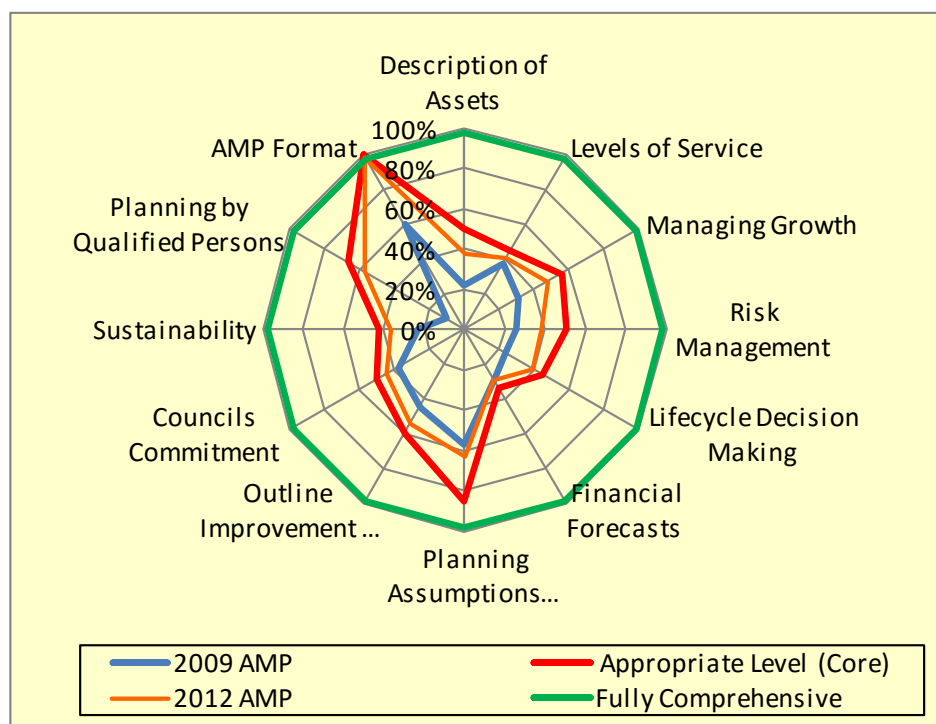 Description of
Assets
100%
80%
60%
40%
20%
0%
AMP Format
Levels of Service
Planning by
Qualified Persons
Managing Growth
Sustainability
Risk
Management
Councils
Commitment
Lifecycle Decision
Making
Outline
Improvement ...
Financial
Forecasts
Planning
Assumptions...
2009 AMP
Appropriate Level (Core)
2012 AMP
Fully Comprehensive